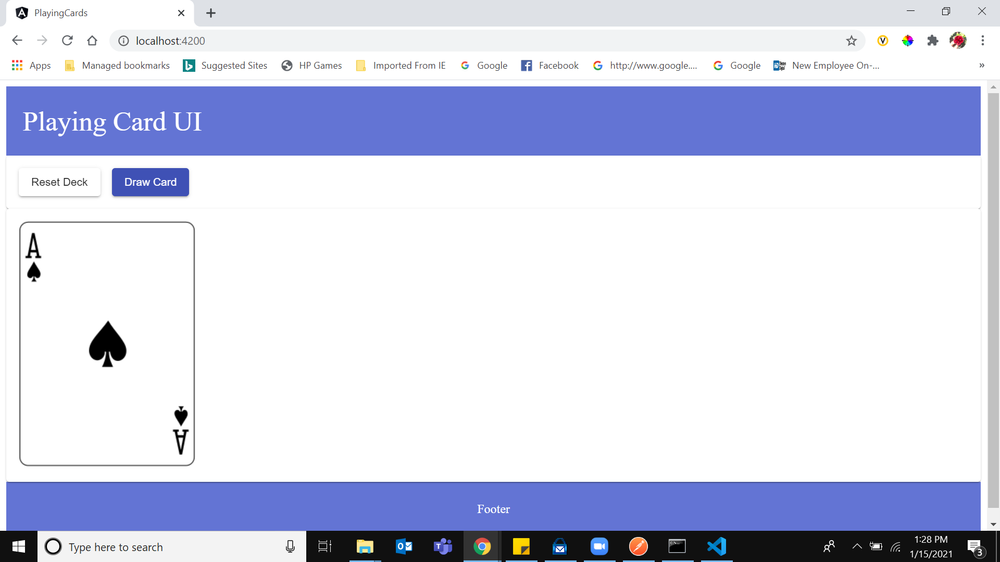 PlayingCards
localhost:4200
Apps Managed bookmarks Suggested Sites HP Games Imported From IE Google Facebook http://www.google.... Google New Employee On-... »
Playing Card UI
Reset Deck Draw Card
A
A
Footer
Type here to search
1:28 PM
1/15/2021
3